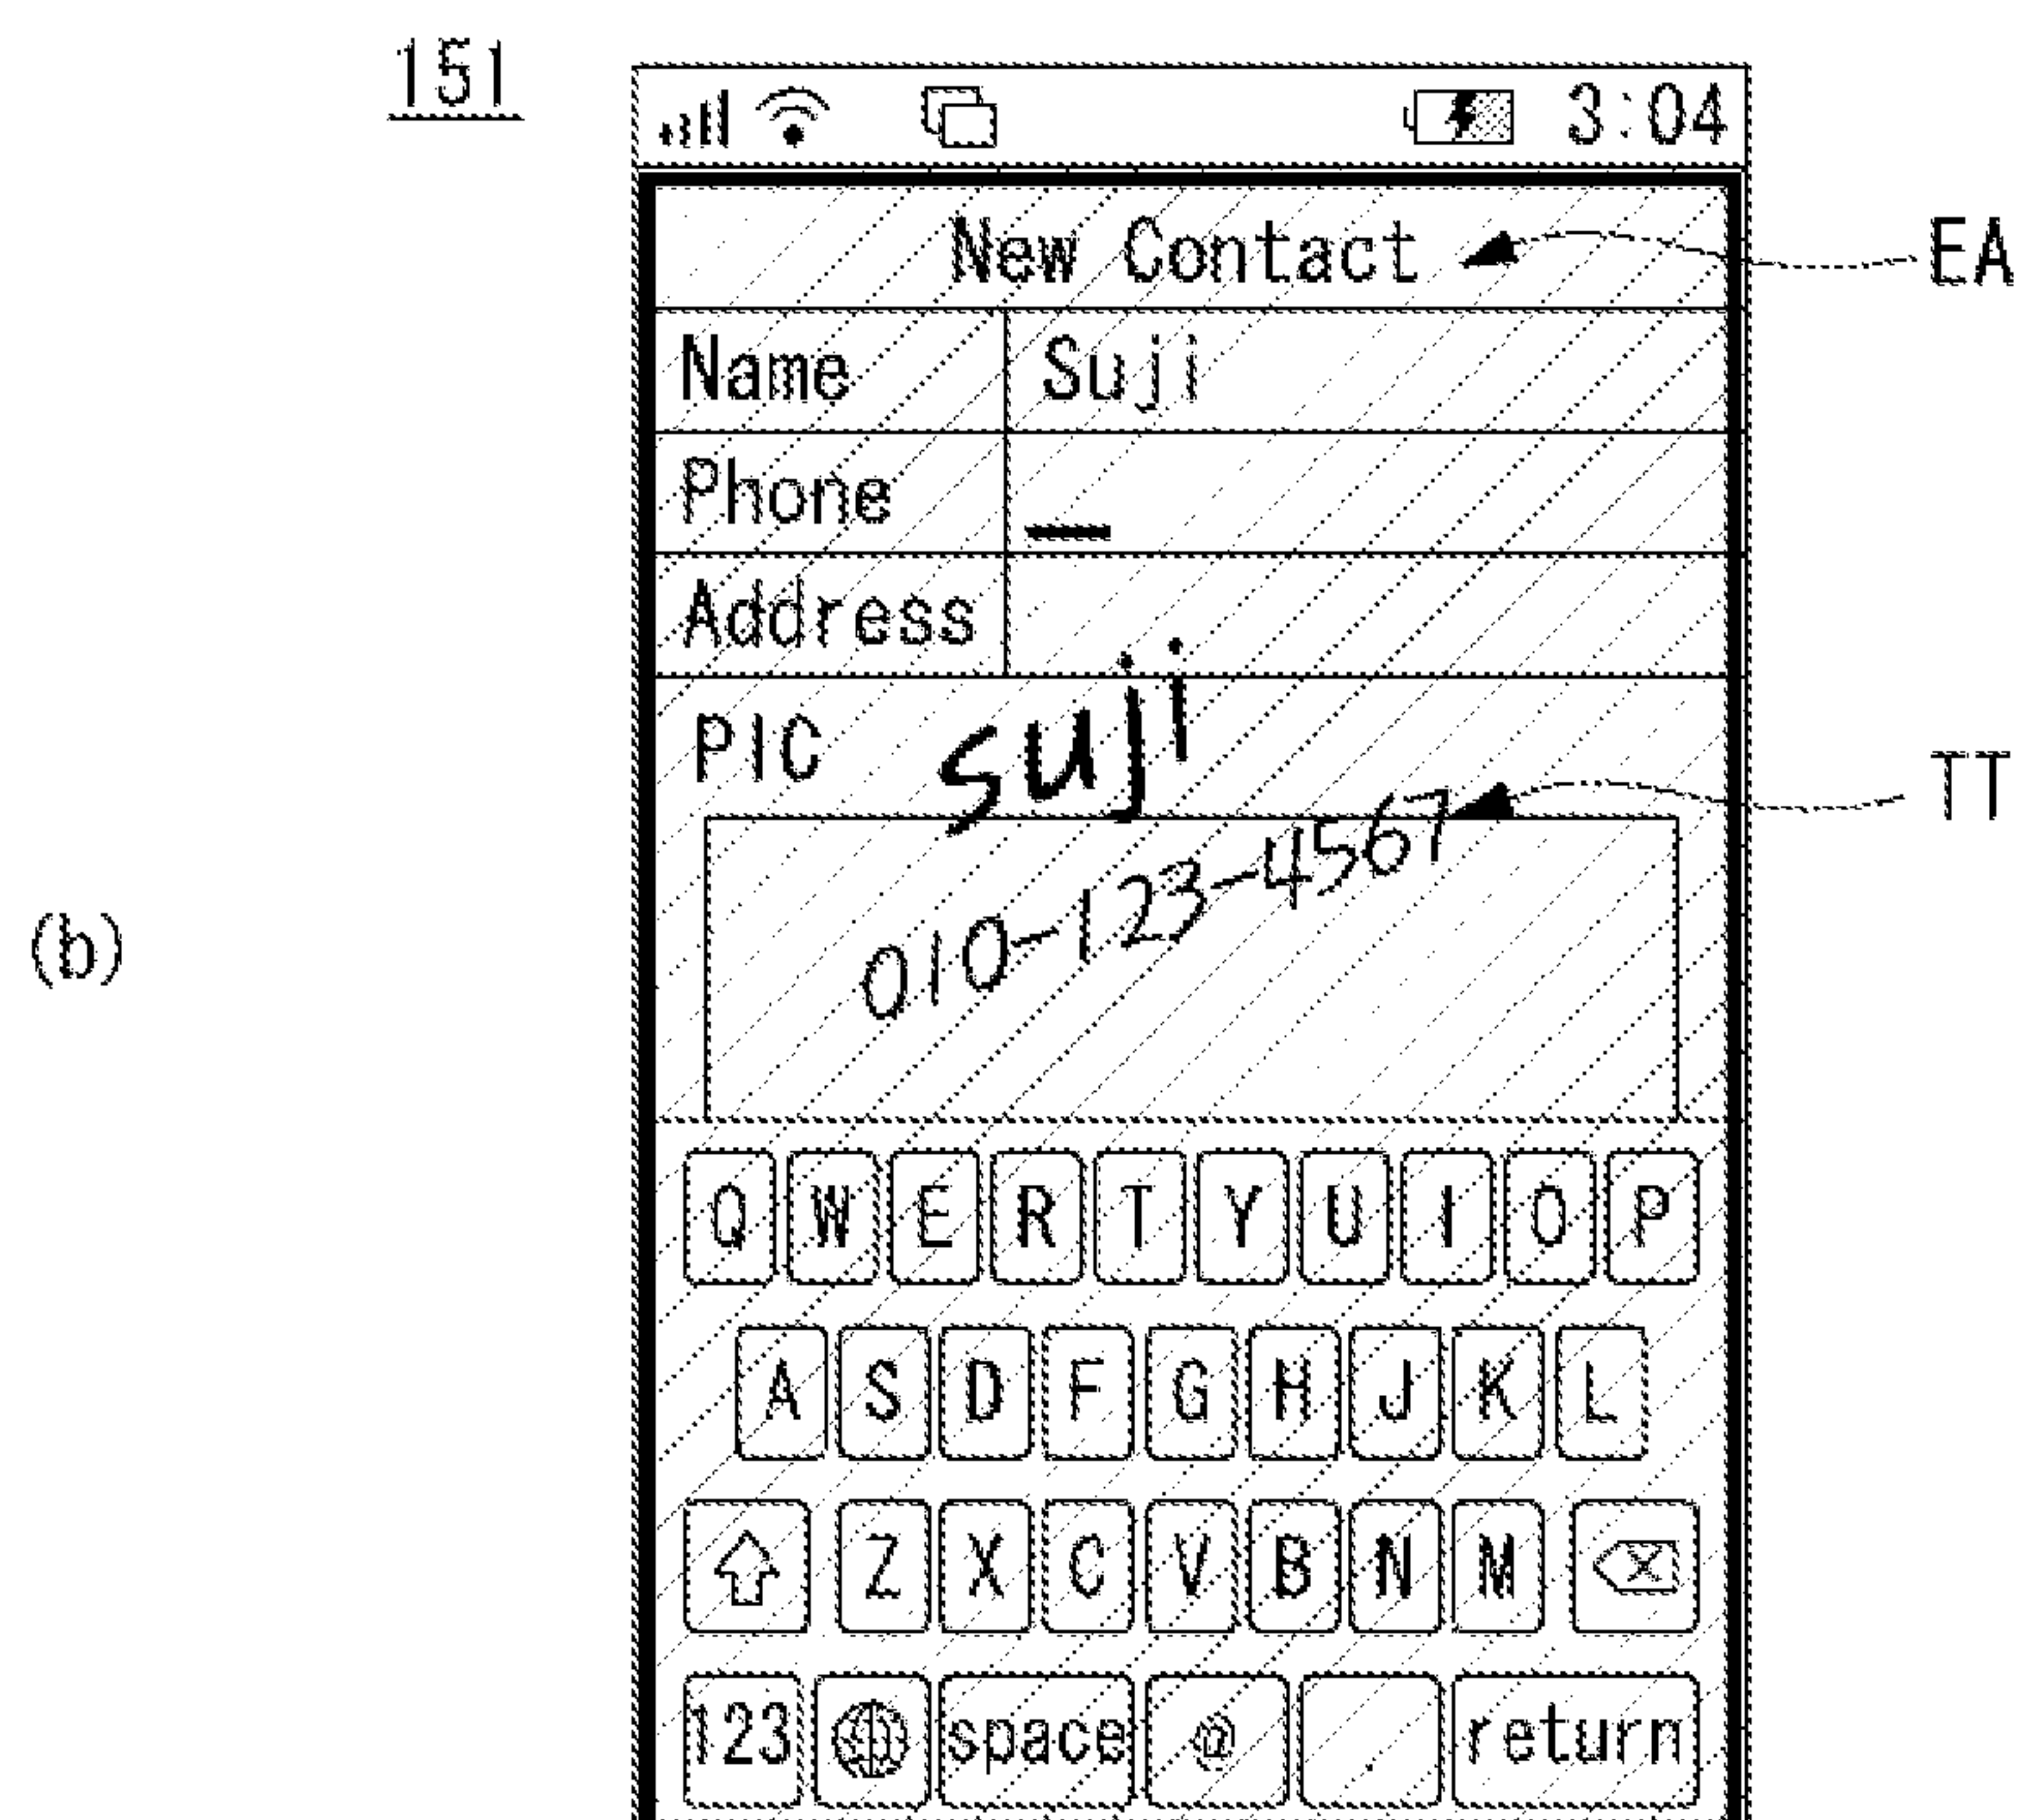 151
3:04
New Contact
EA
Name Suji
Phone
Address
PIC suji
TT
010-123-4567
(b)
Q W E R T Y U I O P
A S D F G H J K L
Z X C V B N M
123 space @ . return